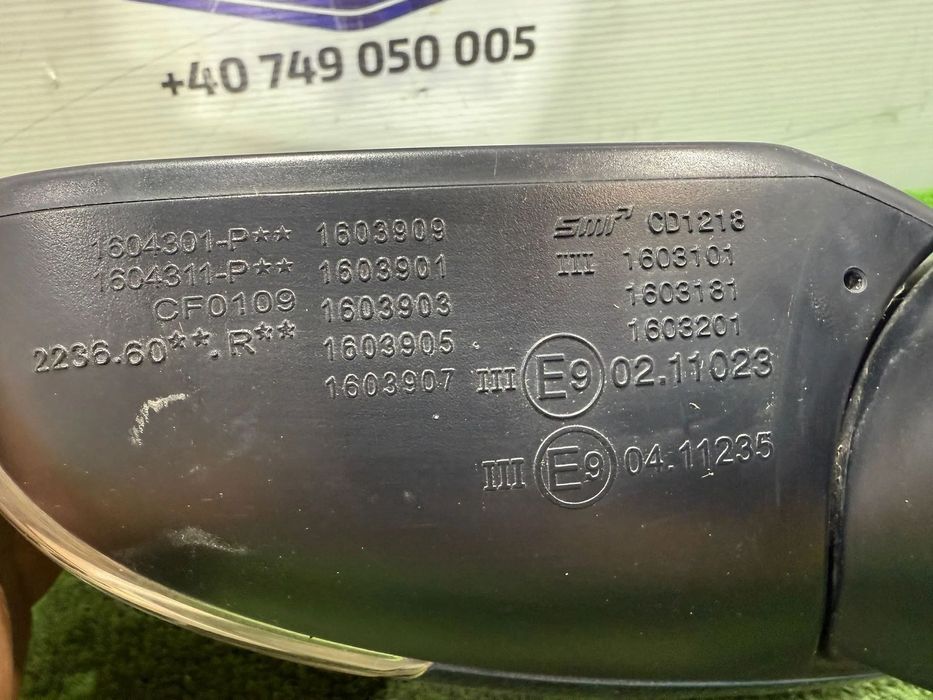 +40 749 050 005
1604301-P** 1603909
1604311-P** 1603901
CF0109 1603903
2236.60**.R** 1603905
1603907
smr CD1218
III 1603101
1603181
1603201
III E9 02.11023
III E9 04.11235